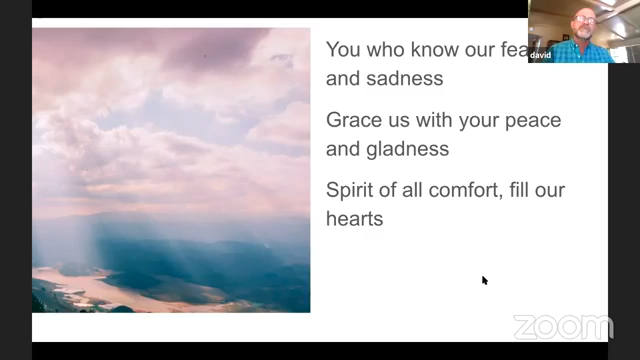 You who know our fea
and sadness
Grace us with your peace
and gladness
Spirit of all comfort, fill our
hearts
david
zoom